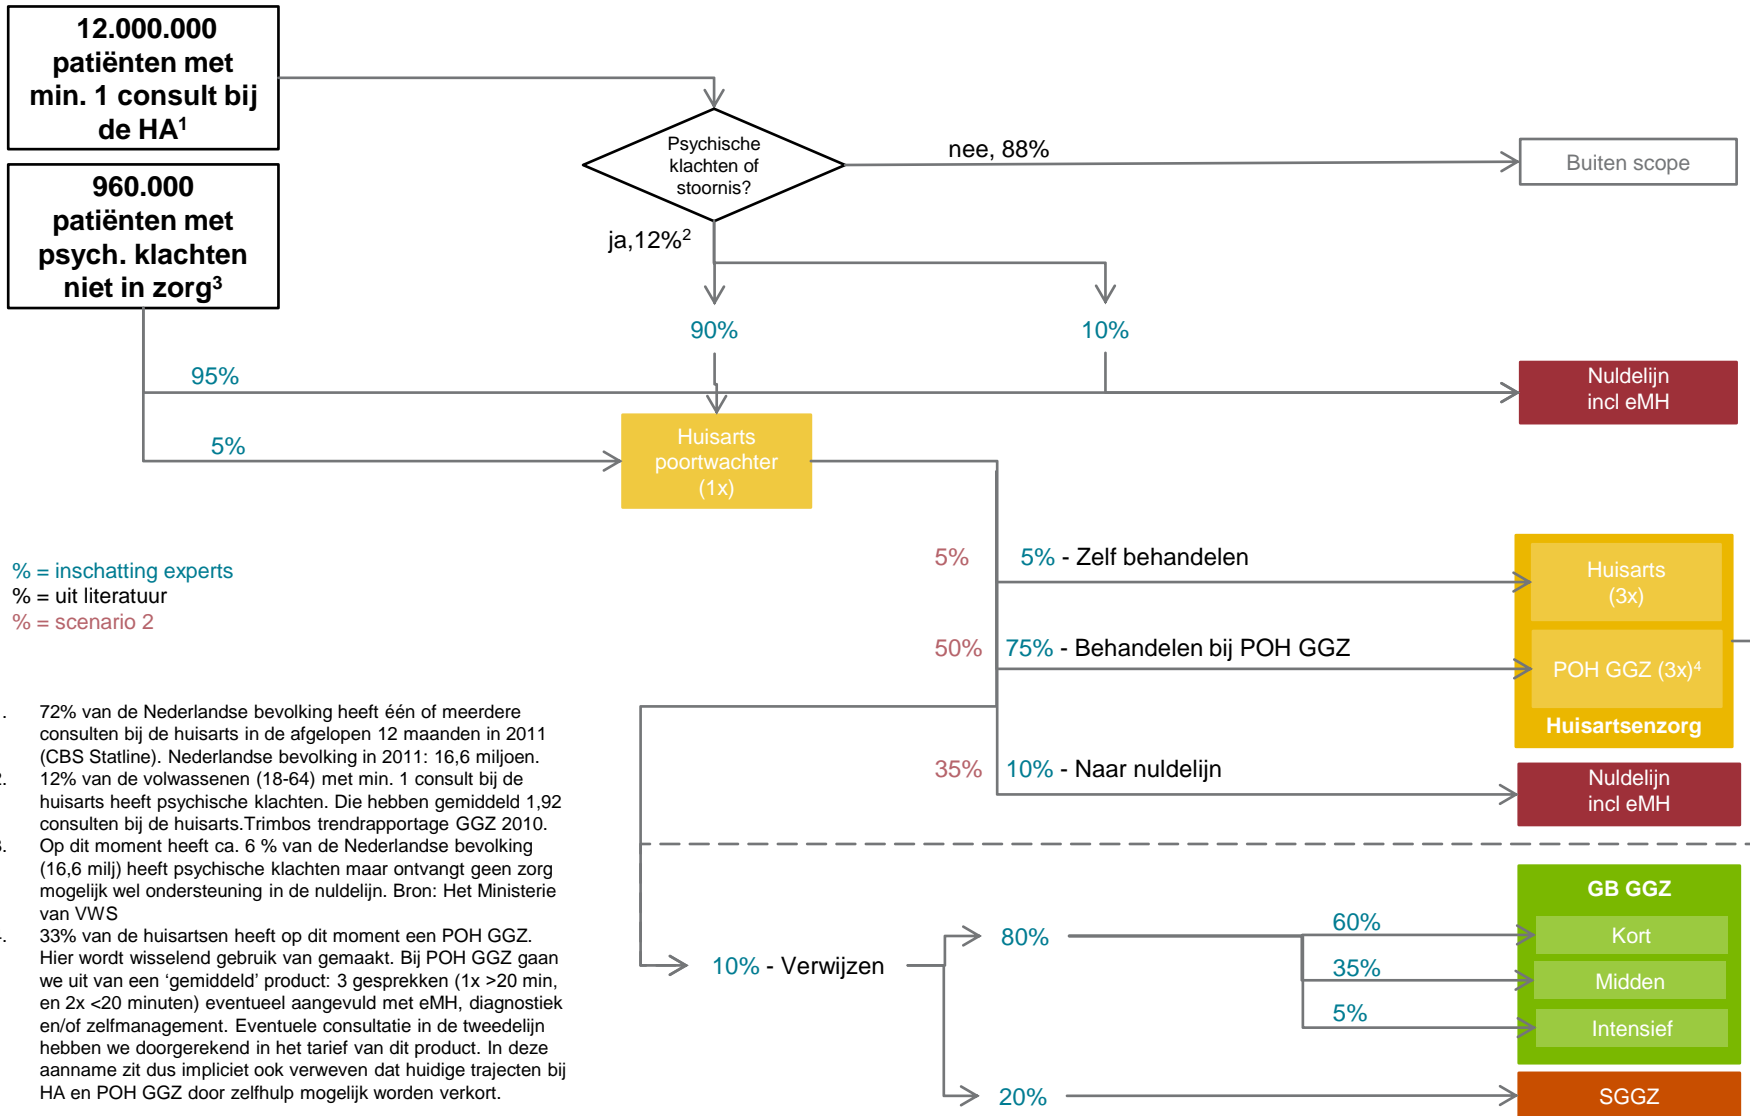 12.000.000
patiënten met
min. 1 consult bij
de HA1
960.000
patiënten met
psych. klachten
niet in zorg3
Psychische
klachten of
stoornis?
nee, 88%
Buiten scope
ja,12%2
90%
10%
95%
Nuldelijn
incl eMH
5%
Huisarts
poortwachter
(1x)
% = inschatting experts
% = uit literatuur
% = scenario 2
5%
5% - Zelf behandelen
Huisarts
(3x)
50%
75% - Behandelen bij POH GGZ
POH GGZ (3x)4
Huisartsenzorg
35%
10% - Naar nuldelijn
Nuldelijn
incl eMH
72% van de Nederlandse bevolking heeft één of meerdere
consulten bij de huisarts in de afgelopen 12 maanden in 2011
(CBS Statline). Nederlandse bevolking in 2011: 16,6 miljoen.
12% van de volwassenen (18-64) met min. 1 consult bij de
huisarts heeft psychische klachten. Die hebben gemiddeld 1,92
consulten bij de huisarts.Trimbos trendrapportage GGZ 2010.
Op dit moment heeft ca. 6 % van de Nederlandse bevolking
(16,6 milj) heeft psychische klachten maar ontvangt geen zorg
mogelijk wel ondersteuning in de nuldelijn. Bron: Het Ministerie
van VWS
33% van de huisartsen heeft op dit moment een POH GGZ.
Hier wordt wisselend gebruik van gemaakt. Bij POH GGZ gaan
we uit van een ‘gemiddeld’ product: 3 gesprekken (1x >20 min,
en 2x <20 minuten) eventueel aangevuld met eMH, diagnostiek
en/of zelfmanagement. Eventuele consultatie in de tweedelijn
hebben we doorgerekend in het tarief van dit product. In deze
aanname zit dus impliciet ook verweven dat huidige trajecten bij
HA en POH GGZ door zelfhulp mogelijk worden verkort.
10% - Verwijzen
80%
20%
GB GGZ
60%
Kort
35%
Midden
5%
Intensief
SGGZ